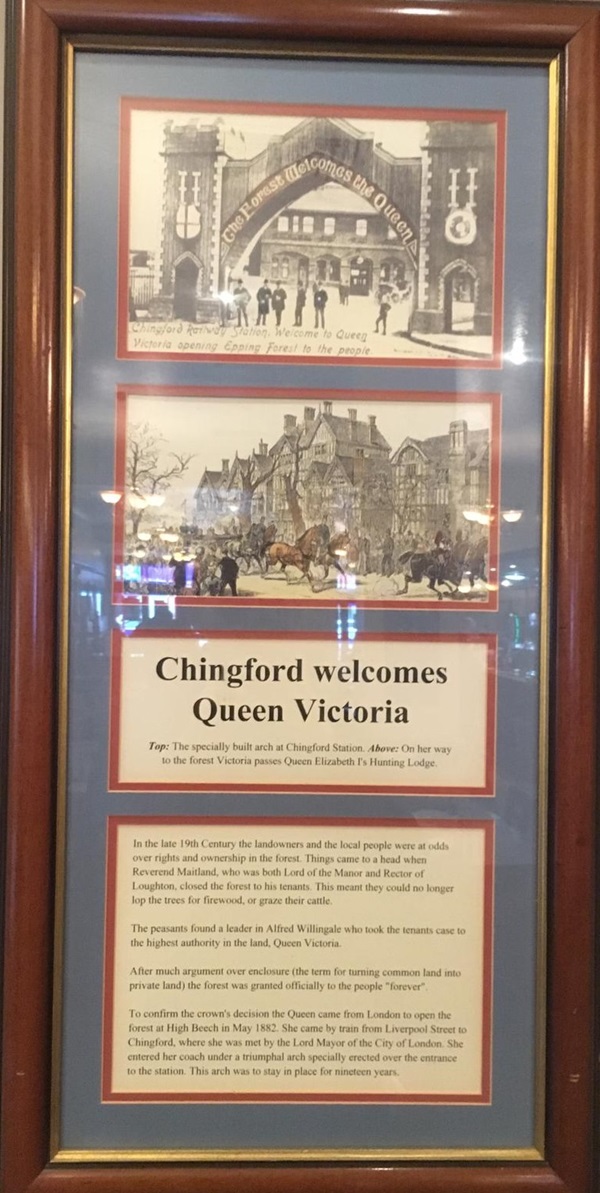 The Forest Welcomes the Queen
Chingford Railway Station, Welcome to Queen
Victoria opening Epping Forest to the people.
Chingford welcomes
Queen Victoria
Top: The specially built arch at Chingford Station. Above: On her way
to the forest Victoria passes Queen Elizabeth I's Hunting Lodge.
In the late 19th Century the landowners and the local people were at odds
over rights and ownership in the forest. Things came to a head when
Reverend Maitland, who was both Lord of the Manor and Rector of
Loughton, closed the forest to his tenants. This meant they could no longer
lop the trees for firewood, or graze their cattle.
The peasants found a leader in Alfred Willingale who took the tenants case to
the highest authority in the land, Queen Victoria.
After much argument over enclosure (the term for turning common land into
private land) the forest was granted officially to the people "forever".
To confirm the crown's decision the Queen came from London to open the
forest at High Beech in May 1882. She came by train from Liverpool Street to
Chingford, where she was met by the Lord Mayor of the City of London. She
entered her coach under a triumphal arch specially erected over the entrance
to the station. This arch was to stay in place for nineteen years.